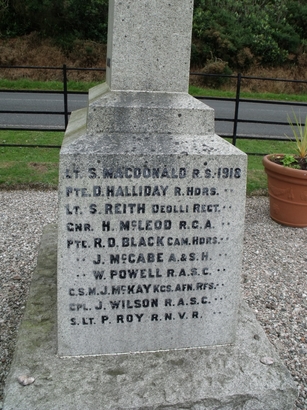 LT. S. MACDONALD R.S. 1918
PTE. D. HALLIDAY R. HDRS. "
LT. S. REITH DEOLLI REGT. "
GNR. H. MCLEOD R.G.A. "
PTE. R.D. BLACK CAM. HDRS. "
" J. MCCABE A.&S.H. "
" W. POWELL R.A.S.C. "
C.S.M. J. MCKAY KGS. AFN. RFS. "
CPL. J. WILSON R.A.S.C. "
S. LT. P. ROY R.N.V.R. "